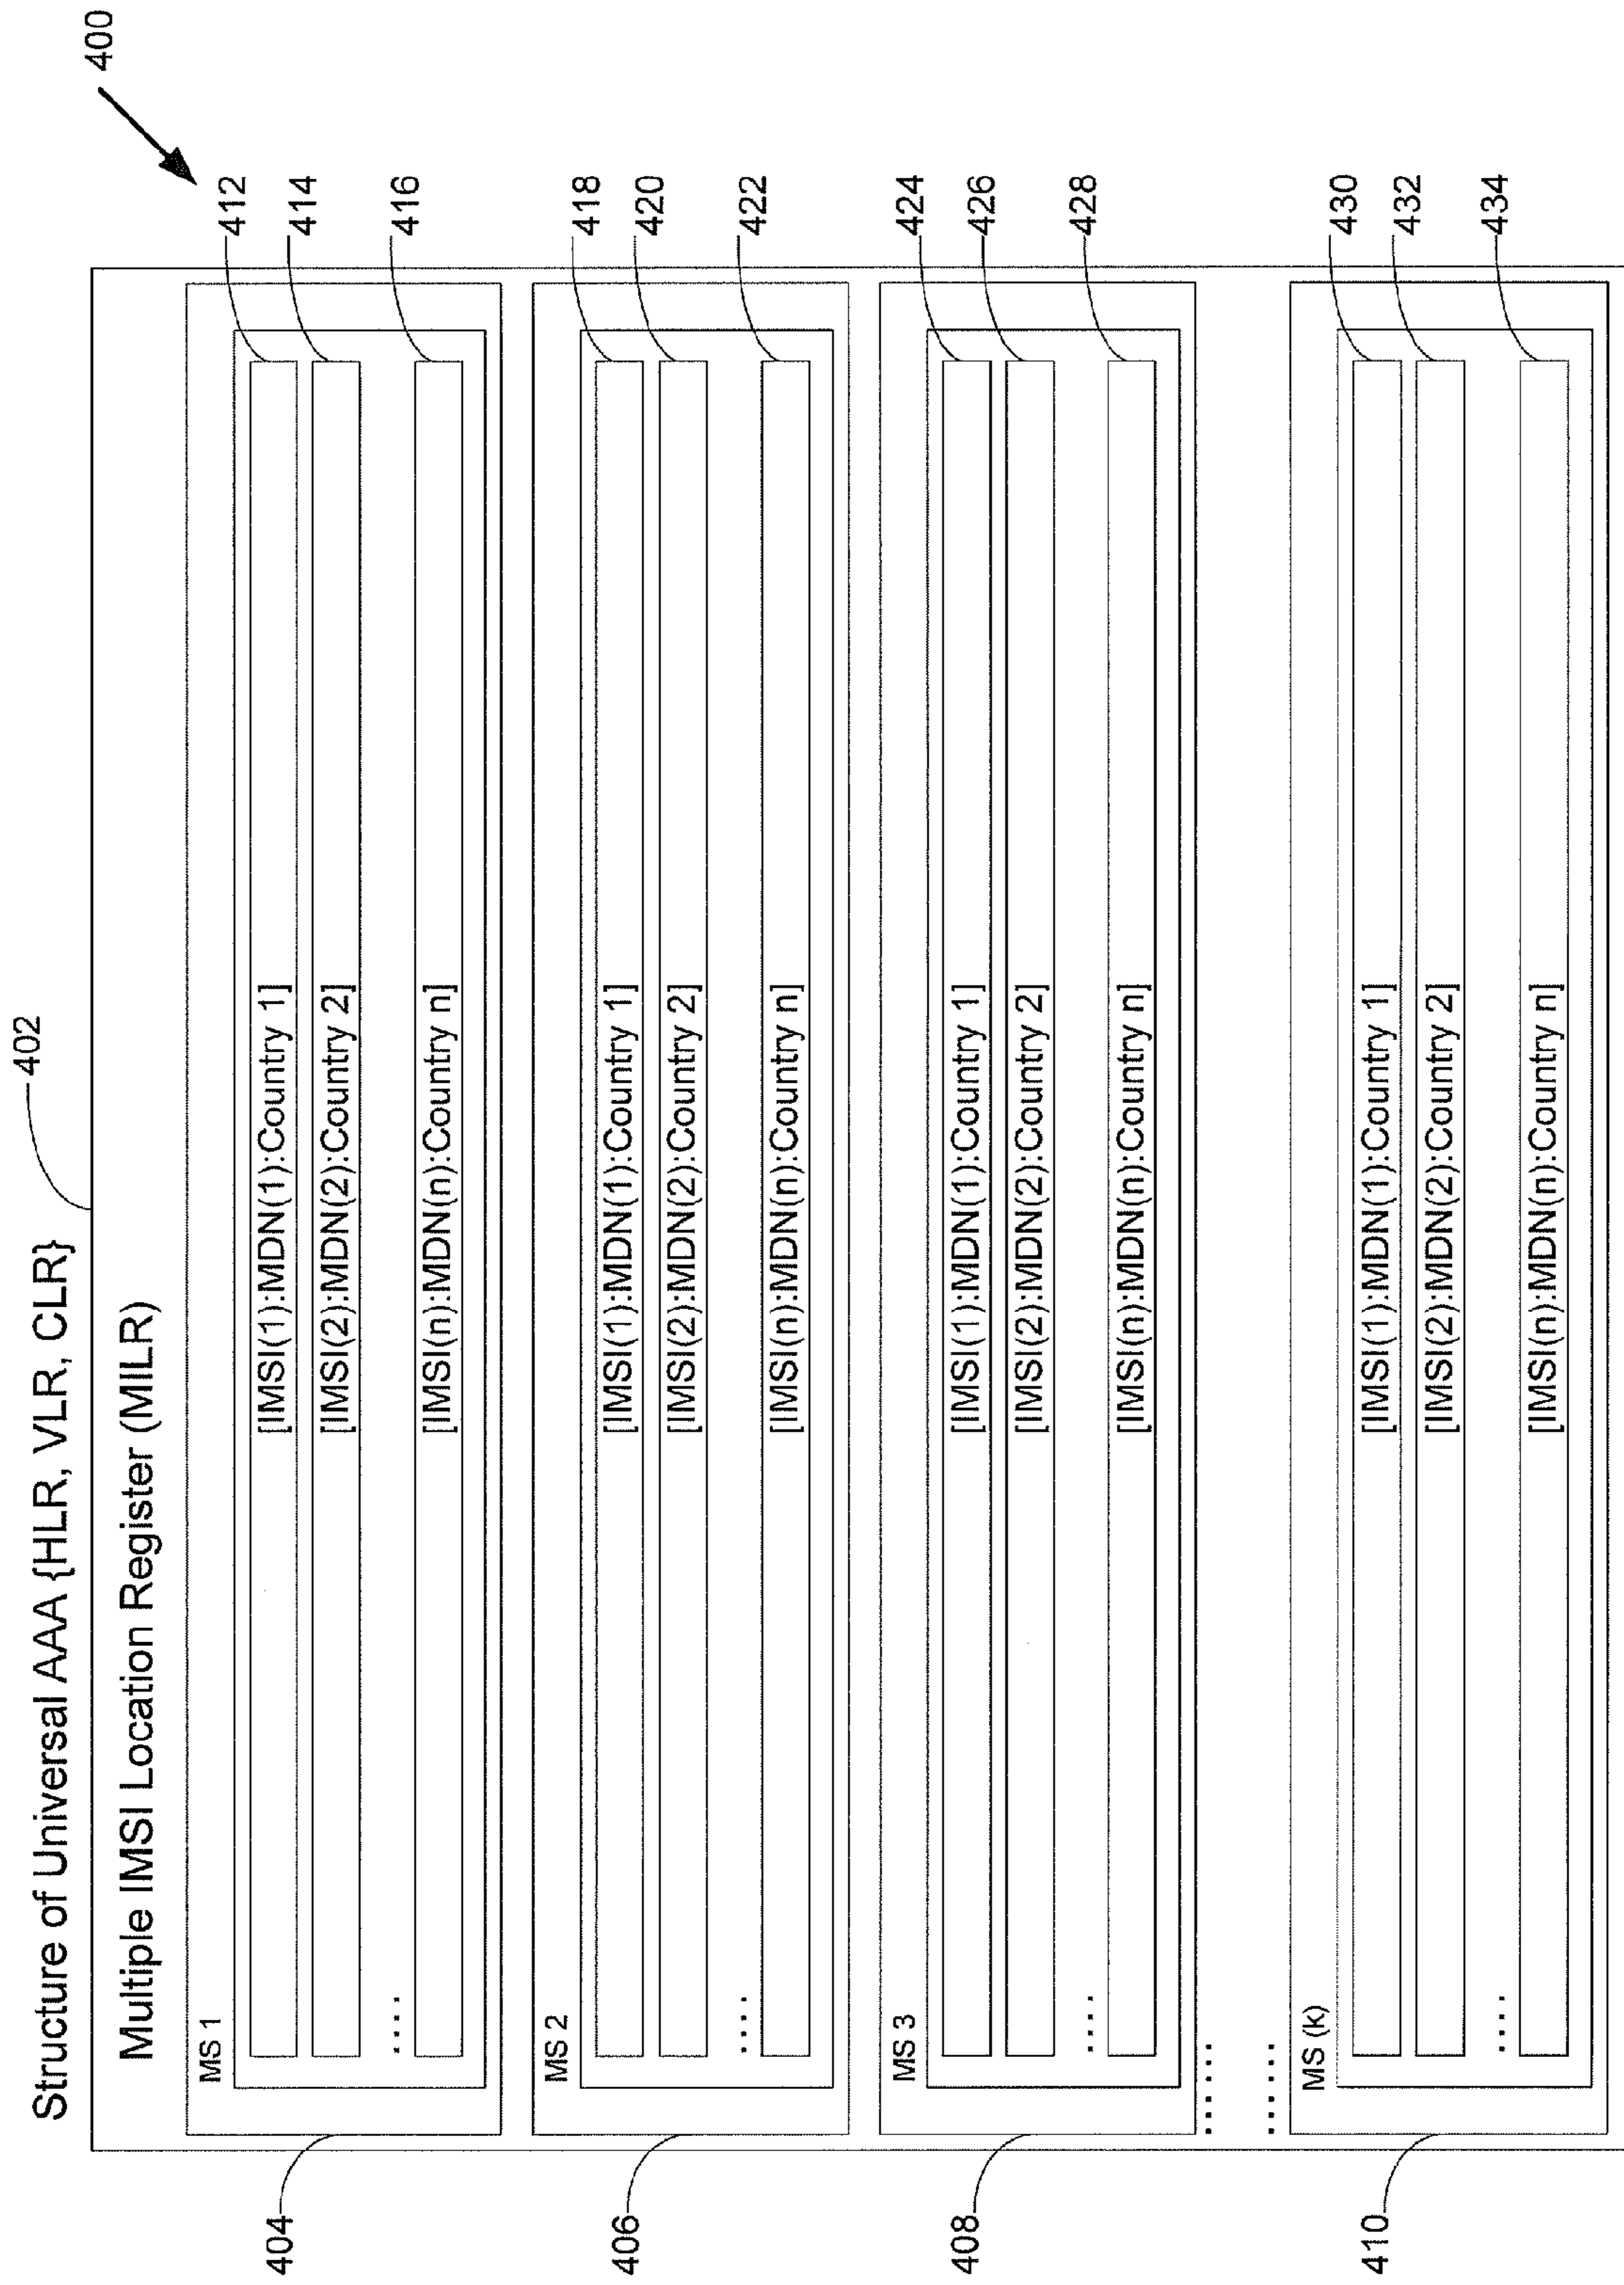 Structure of Universal AAA {HLR, VLR, CLR}
402
400
Multiple IMSI Location Register (MILR)
404
MS 1
[IMSI(1):MDN(1):Country 1]
412
[IMSI(2):MDN(2):Country 2]
414
....
[IMSI(n):MDN(n):Country n]
416
406
MS 2
[IMSI(1):MDN(1):Country 1]
418
[IMSI(2):MDN(2):Country 2]
420
....
[IMSI(n):MDN(n):Country n]
422
408
MS 3
[IMSI(1):MDN(1):Country 1]
424
[IMSI(2):MDN(2):Country 2]
426
....
[IMSI(n):MDN(n):Country n]
428
......
......
410
MS (k)
[IMSI(1):MDN(1):Country 1]
430
[IMSI(2):MDN(2):Country 2]
432
....
[IMSI(n):MDN(n):Country n]
434